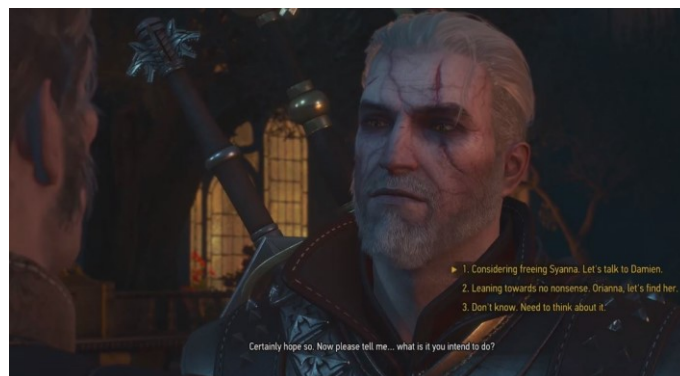 1. Considering freeing Syanna. Let's talk to Damien.
2. Leaning towards no nonsense. Orianna, let's find her.
3. Don't know. Need to think about it.
Certainly hope so. Now please tell me... what is it you intend to do?